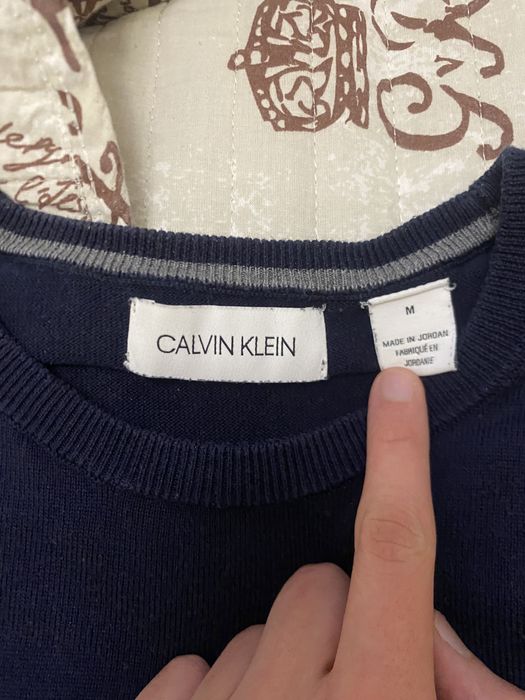 CALVIN KLEIN
M
MADE IN JORDAN
FABRIQUÉ EN
JORDANIE